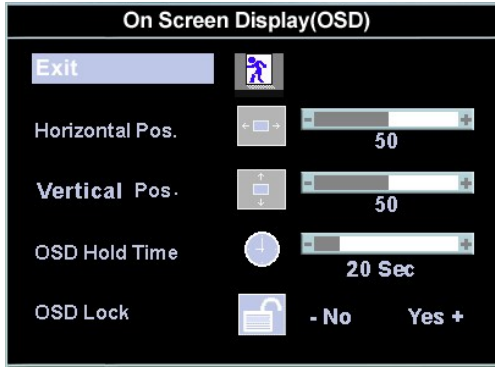 On Screen Display(OSD)
Exit
Horizontal Pos. - +
50
Vertical Pos. - +
50
OSD Hold Time - +
20 Sec
OSD Lock - No Yes +